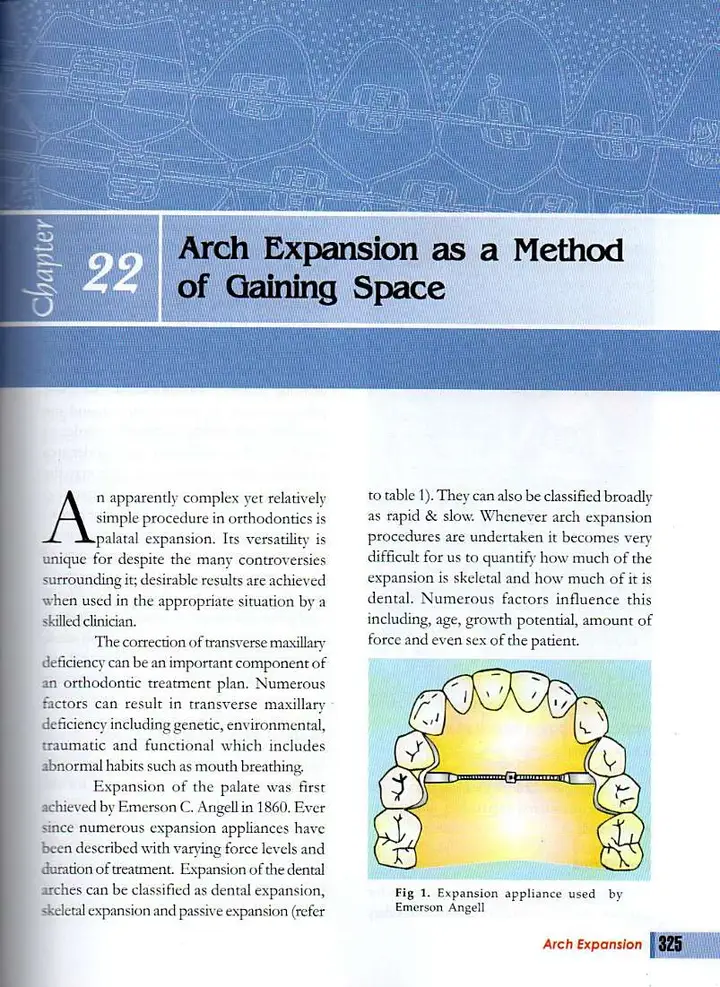 Chapter
22
Arch Expansion as a Method
of Gaining Space
An apparently complex yet relatively
simple procedure in orthodontics is
palatal expansion. Its versatility is
unique for despite the many controversies
surrounding it; desirable results are achieved
when used in the appropriate situation by a
skilled clinician.
The correction of transverse maxillary
deficiency can be an important component of
an orthodontic treatment plan. Numerous
factors can result in transverse maxillary
deficiency including genetic, environmental,
traumatic and functional which includes
abnormal habits such as mouth breathing.
Expansion of the palate was first
achieved by Emerson C. Angell in 1860. Ever
since numerous expansion appliances have
been described with varying force levels and
duration of treatment. Expansion of the dental
arches can be classified as dental expansion,
skeletal expansion and passive expansion (refer
to table 1). They can also be classified broadly
as rapid & slow. Whenever arch expansion
procedures are undertaken it becomes very
difficult for us to quantify how much of the
expansion is skeletal and how much of it is
dental. Numerous factors influence this
including, age, growth potential, amount of
force and even sex of the patient.
Fig 1. Expansion appliance used by
Emerson Angell
Arch Expansion 325